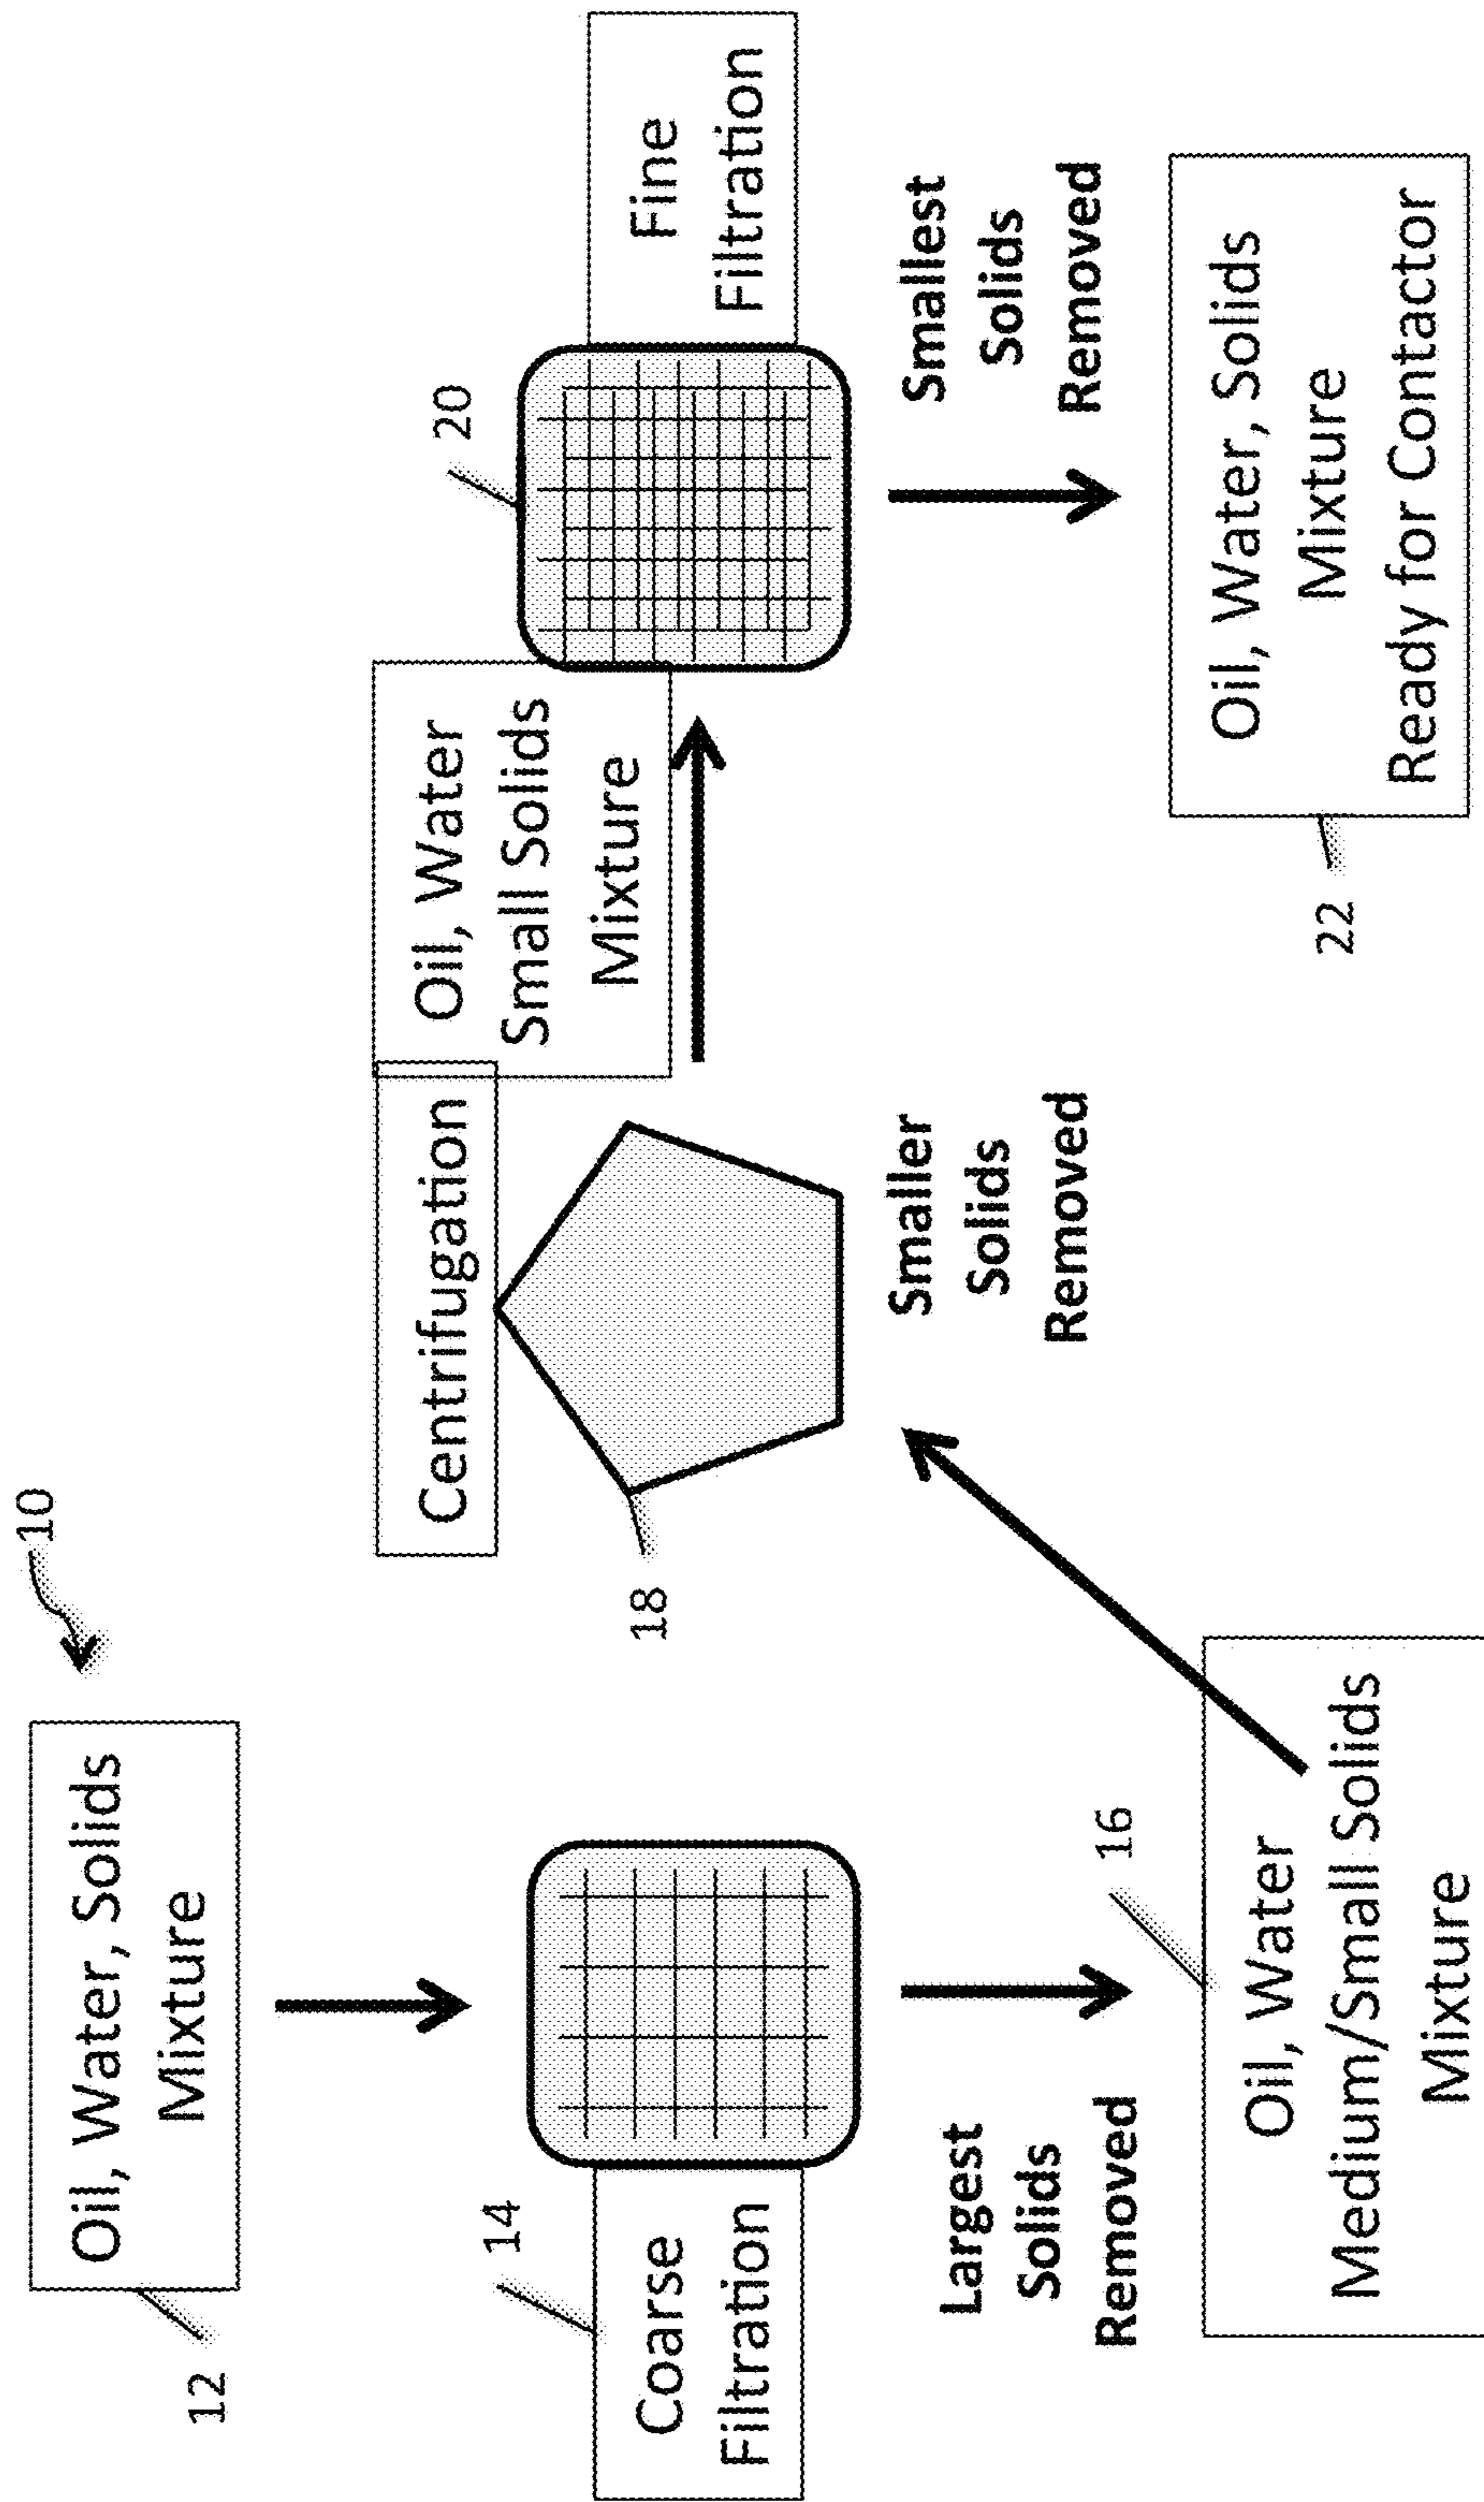 10
12
Oil, Water, Solids
Mixture
14
Coarse
Filtration
Largest
Solids
Removed
16
Oil, Water
Medium/Small Solids
Mixture
Centrifugation
18
Smaller
Solids
Removed
Oil, Water
Small Solids
Mixture
20
Fine
Filtration
Smallest
Solids
Removed
22
Oil, Water, Solids
Mixture
Ready for Contactor